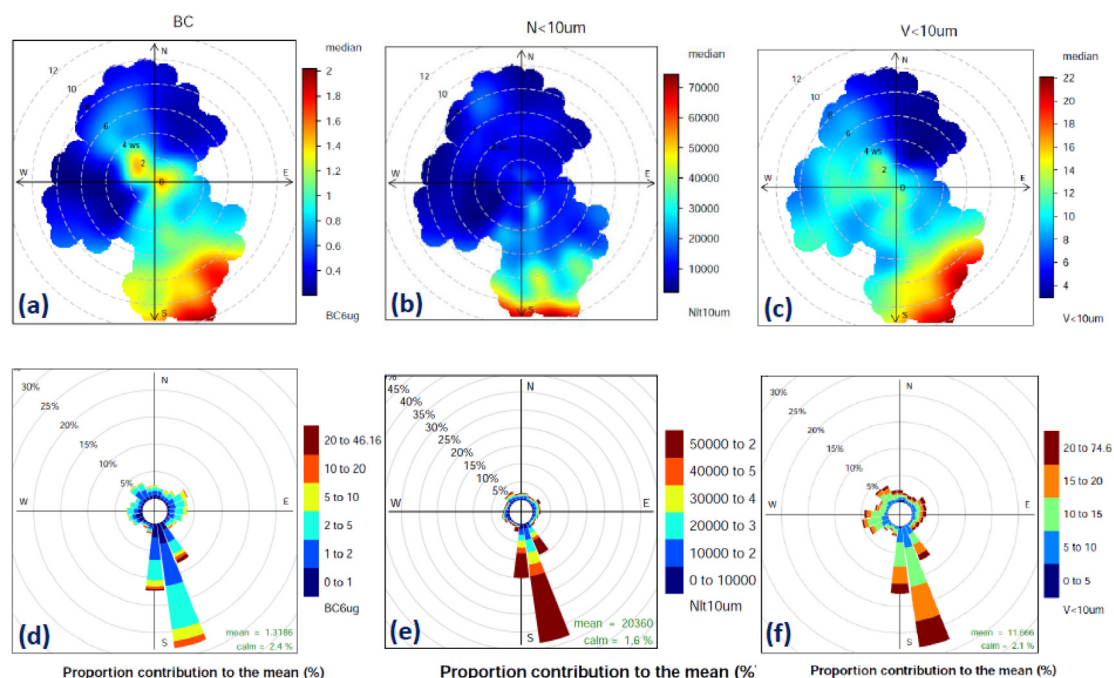 BC
median
N
12
10
8
6
4 ws
2
0
W
E
S
2
1.8
1.6
1.4
1.2
1
0.8
0.6
0.4
BC6ug
(a)
N<10um
median
N
12
10
8
W
E
S
70000
60000
50000
40000
30000
20000
10000
Nlt10um
(b)
V<10um
median
N
12
10
8
6
4 ws
2
0
W
E
S
22
20
18
16
14
12
10
8
6
4
V<10um
(c)
N
30%
25%
20%
15%
10%
5%
W
E
S
20 to 46.16
10 to 20
5 to 10
2 to 5
1 to 2
0 to 1
BC6ug
mean = 1.3186
calm = 2.4 %
(d)
Proportion contribution to the mean (%)
N
45%
40%
35%
30%
25%
20%
15%
10%
5%
W
E
S
50000 to 2
40000 to 5
30000 to 4
20000 to 3
10000 to 2
0 to 10000
Nlt10um
mean = 20360
calm = 1.6 %
(e)
Proportion contribution to the mean (%
N
30%
25%
20%
15%
10%
5%
W
E
S
20 to 74.6
15 to 20
10 to 15
5 to 10
0 to 5
V<10um
mean = 11.666
calm = 2.1 %
(f)
Proportion contribution to the mean (%)